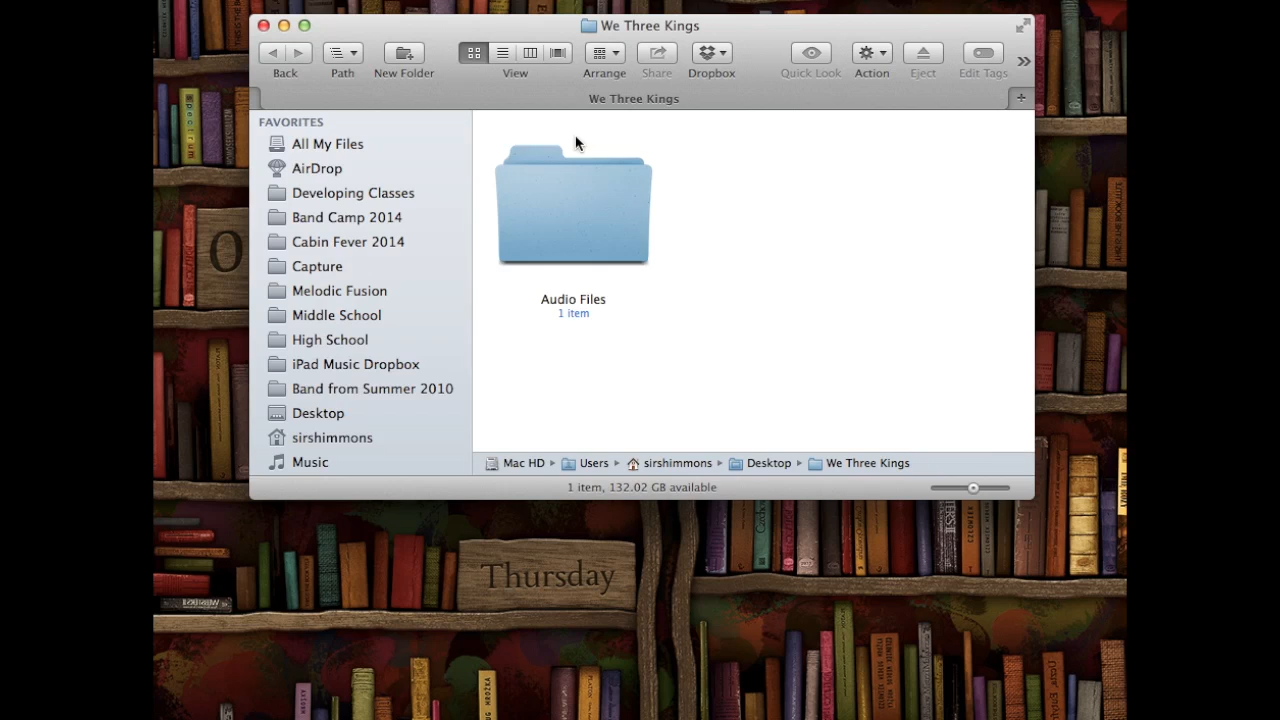 We Three Kings
Back
Path
New Folder
View
Arrange
Share
Dropbox
Quick Look
Action
Eject
Edit Tags
We Three Kings
FAVORITES
All My Files
AirDrop
Developing Classes
Band Camp 2014
Cabin Fever 2014
Capture
Melodic Fusion
Middle School
High School
iPad Music Dropbox
Band from Summer 2010
Desktop
sirshimmons
Music
Audio Files
1 item
Mac HD
Users
sirshimmons
Desktop
We Three Kings
1 item, 132.02 GB available
Thursday
Spectrum
O